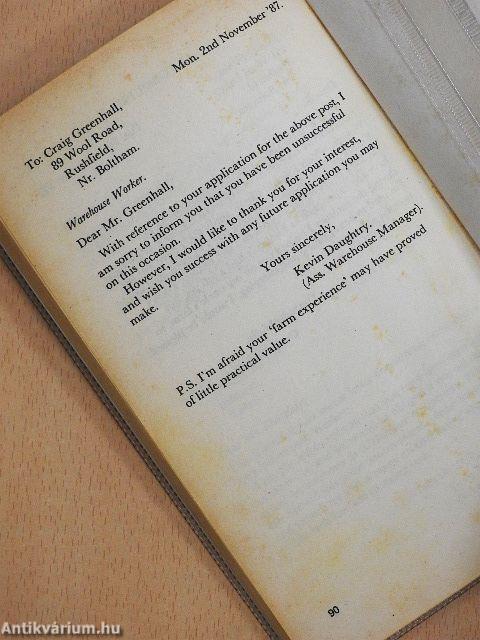 Mon. 2nd November '87.
To: Craig Greenhall,
89 Wool Road,
Rushfield,
Nr. Boltham.
Warehouse Worker.
Dear Mr. Greenhall,
With reference to your application for the above post, I
am sorry to inform you that you have been unsuccessful
on this occasion.
However, I would like to thank you for your interest,
and wish you success with any future application you may
make.
Yours sincerely,
Kevin Daughtry.
(Ass. Warehouse Manager).
P.S. I'm afraid your 'farm experience' may have proved
of little practical value.
90
Antikvárium.hu